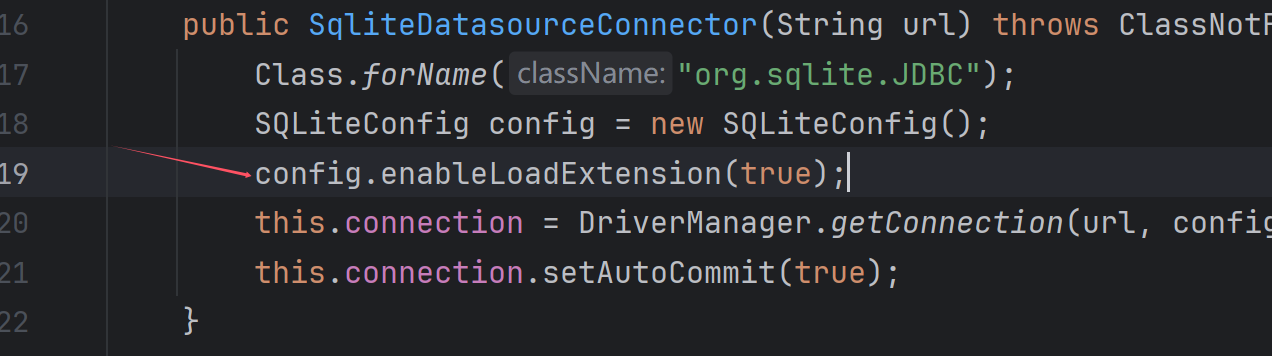 16 public SqliteDatasourceConnector(String url) throws ClassNotF
17 Class.forName( className: "org.sqlite.JDBC");
18 SQLiteConfig config = new SQLiteConfig();
19 config.enableLoadExtension(true);
20 this.connection = DriverManager.getConnection(url, config
21 this.connection.setAutoCommit(true);
22 }